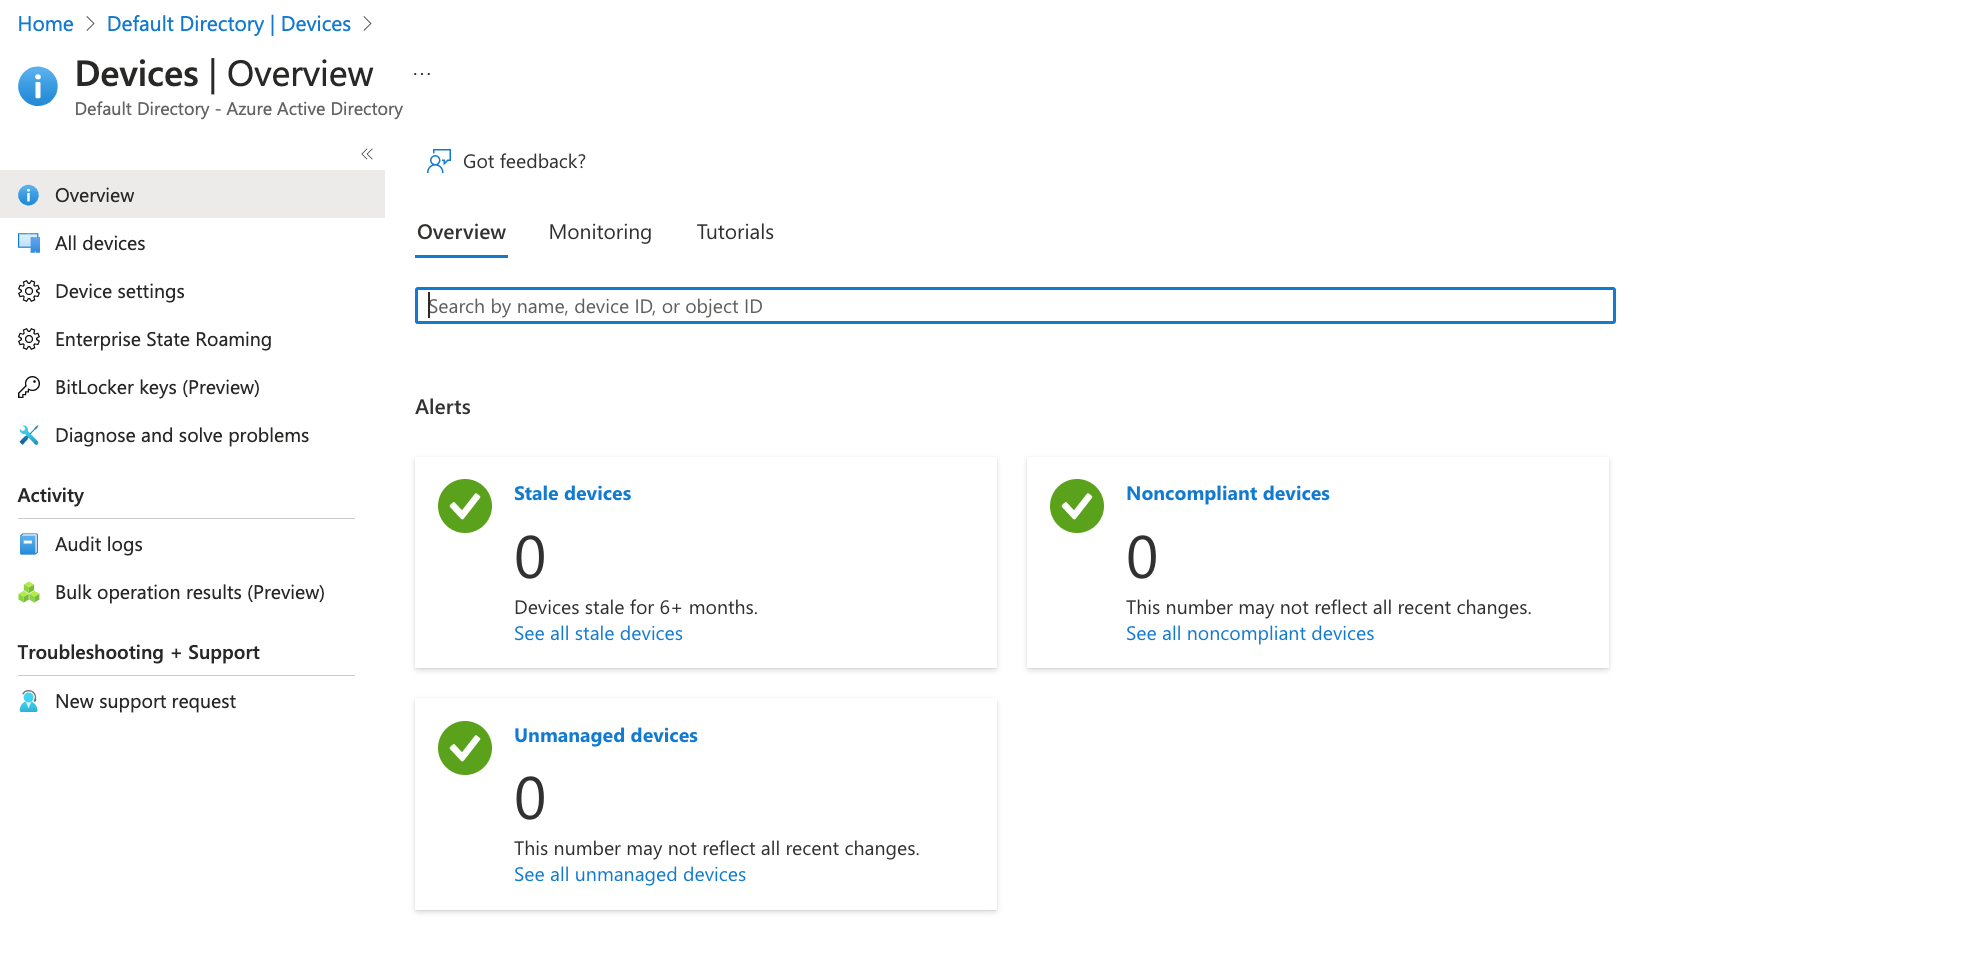 Home > Default Directory | Devices >
Devices | Overview ...
Default Directory - Azure Active Directory
«
Got feedback?
Overview
All devices
Device settings
Enterprise State Roaming
BitLocker keys (Preview)
Diagnose and solve problems
Activity
Audit logs
Bulk operation results (Preview)
Troubleshooting + Support
New support request
Overview Monitoring Tutorials
Search by name, device ID, or object ID
Alerts
Stale devices
0
Devices stale for 6+ months.
See all stale devices
Noncompliant devices
0
This number may not reflect all recent changes.
See all noncompliant devices
Unmanaged devices
0
This number may not reflect all recent changes.
See all unmanaged devices